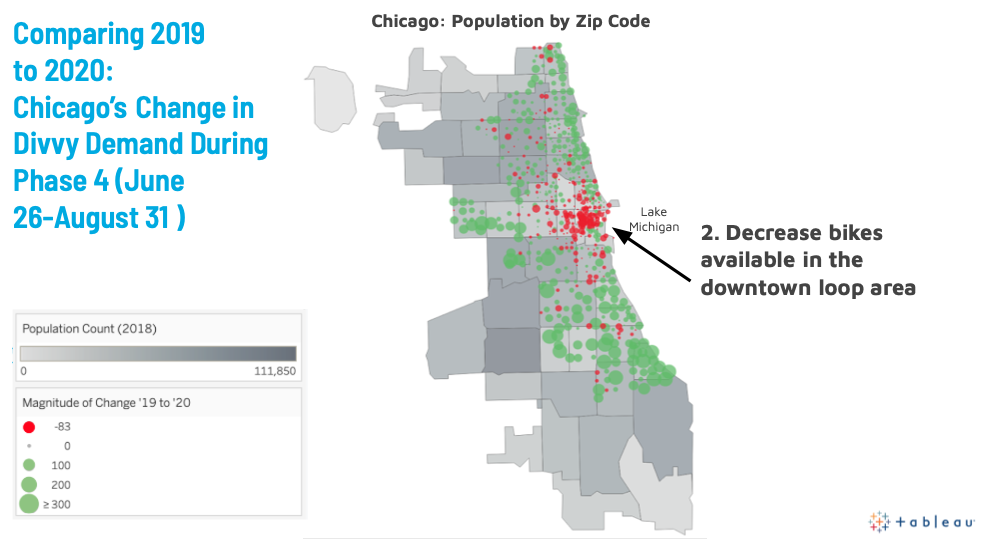 Comparing 2019
to 2020:
Chicago's Change in
Divvy Demand During
Phase 4 (June
26-August 31 )
Chicago: Population by Zip Code
Lake
Michigan
2. Decrease bikes
available in the
downtown loop area
Population Count (2018)
0
111,850
Magnitude of Change '19 to '20
-83
0
100
200
≥ 300
+ableau